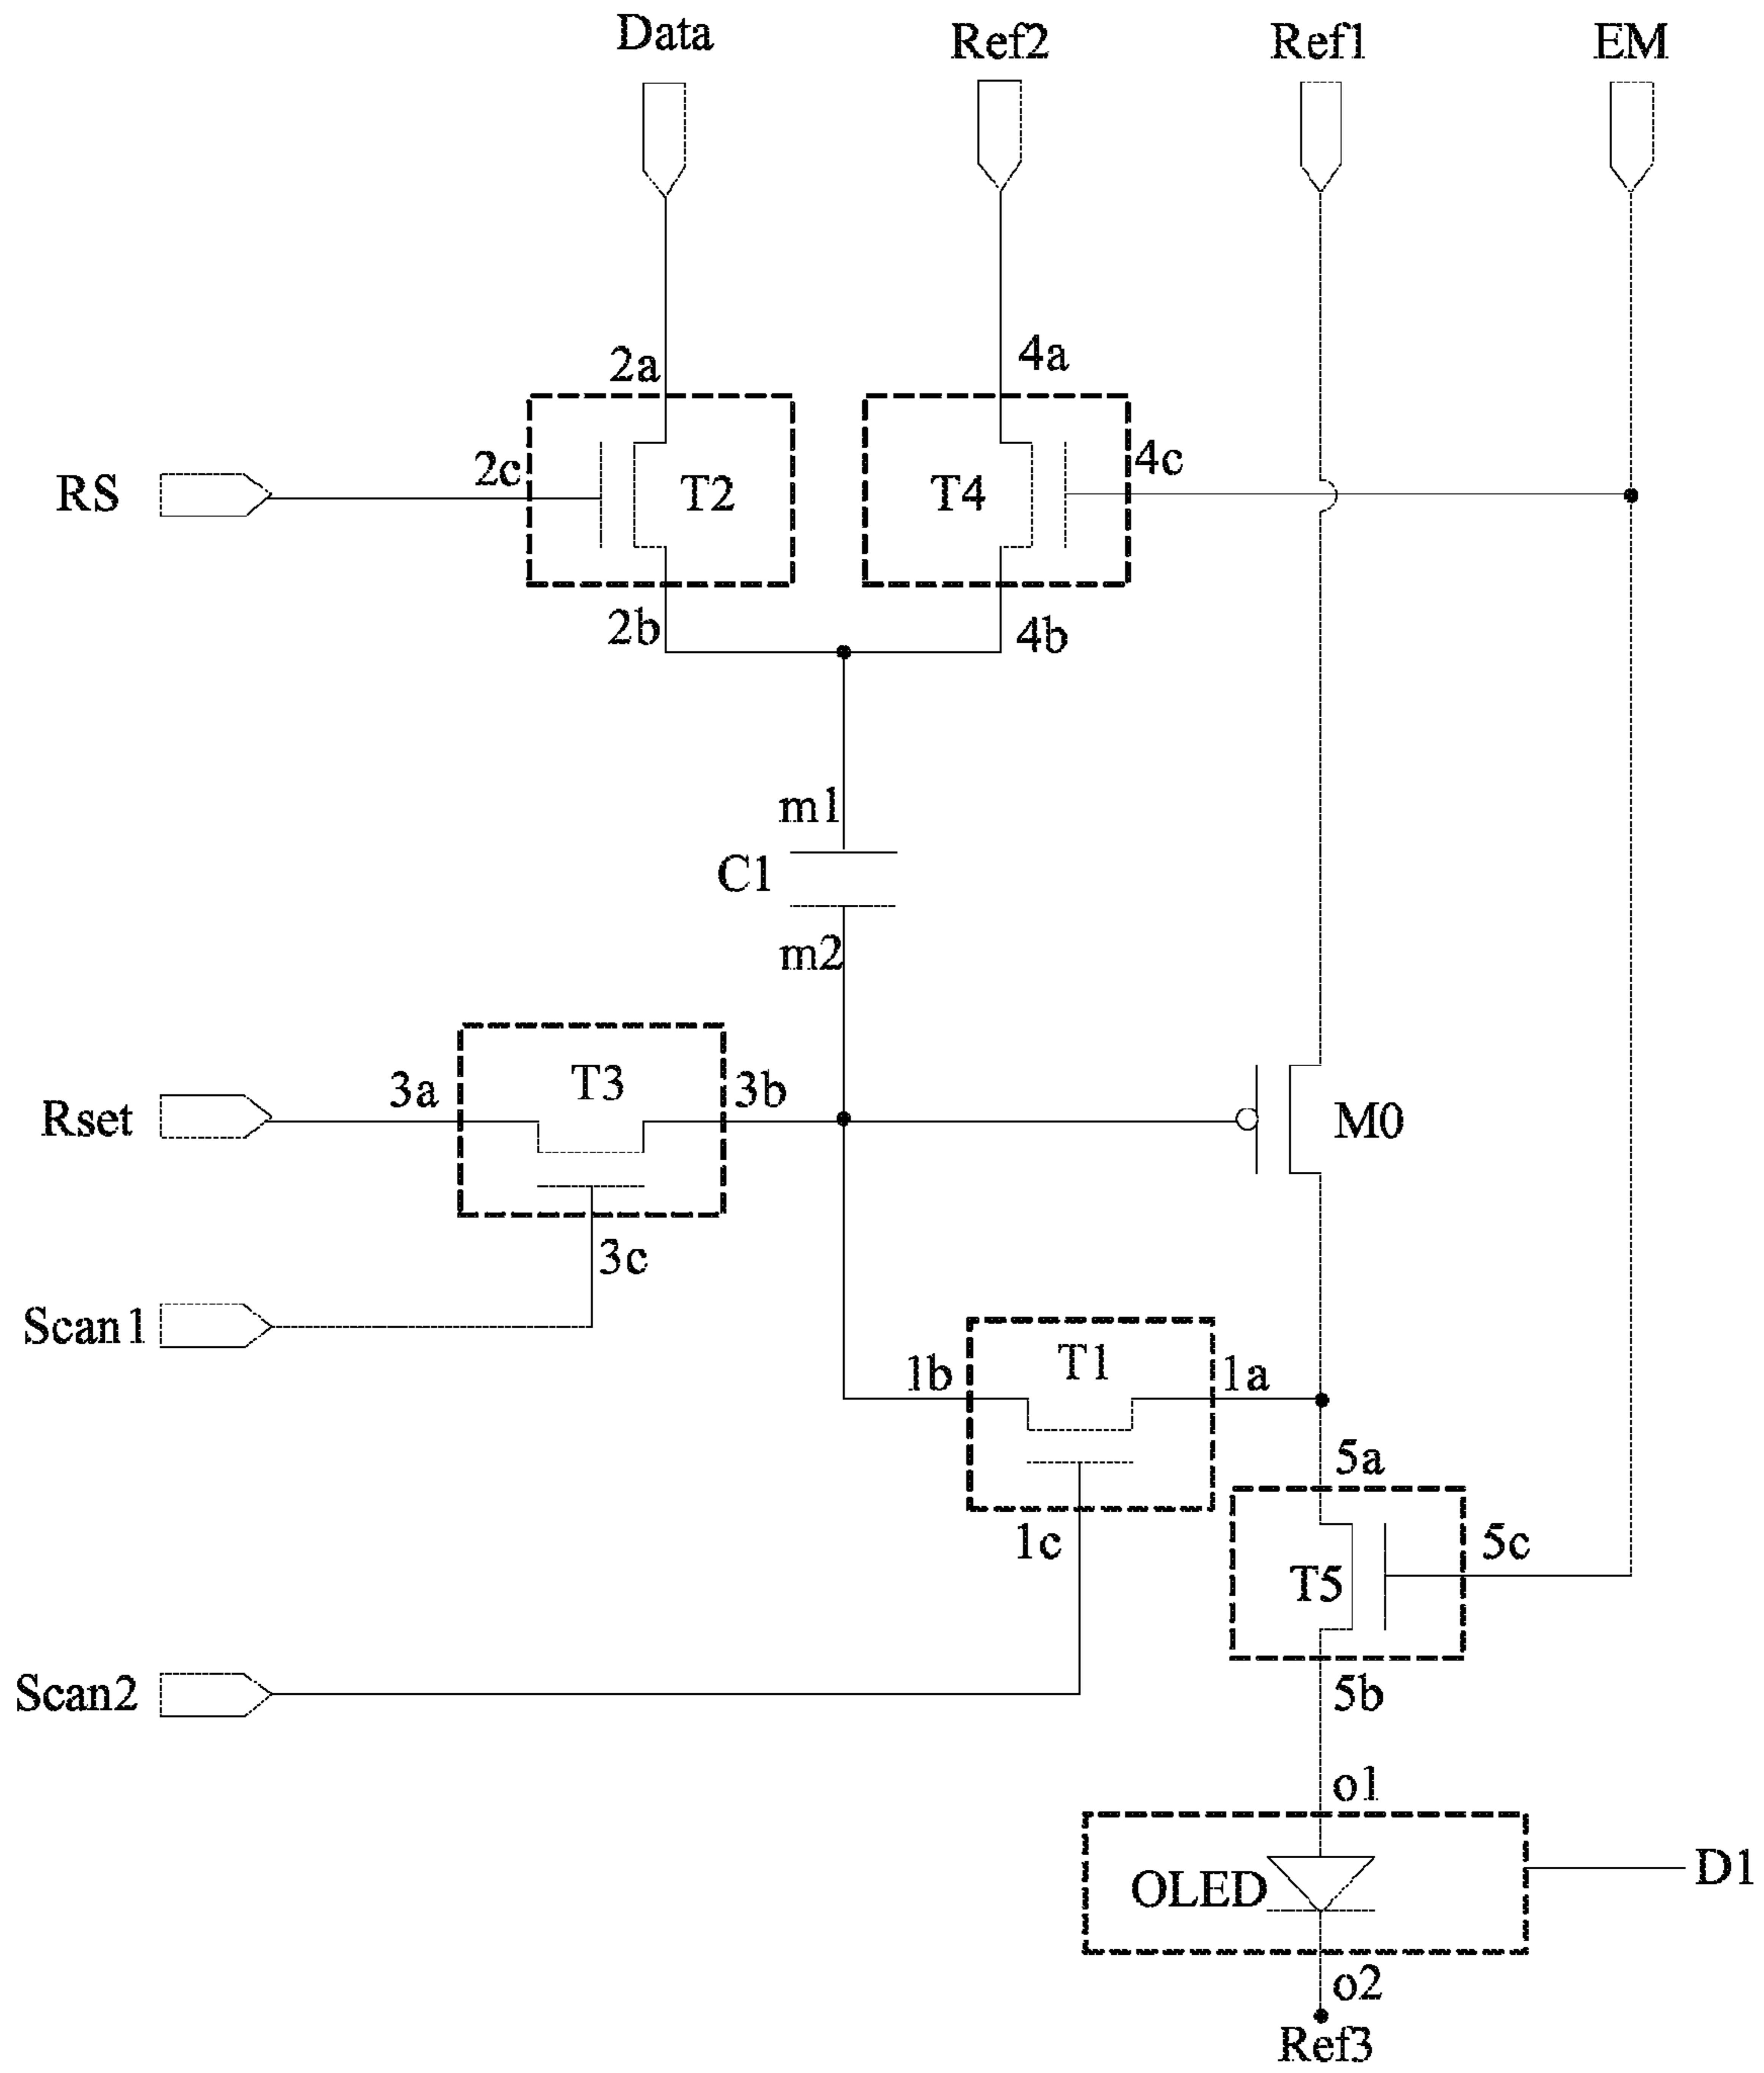 Data Ref2 Ref1 EM
2a 4a
RS 2c T2 T4 4c
2b 4b
m1
C1
m2
Rset 3a T3 3b M0
3c
Scan1
1b T1 1a
5a
1c T5 5c
Scan2 5b
o1
OLED D1
o2
Ref3